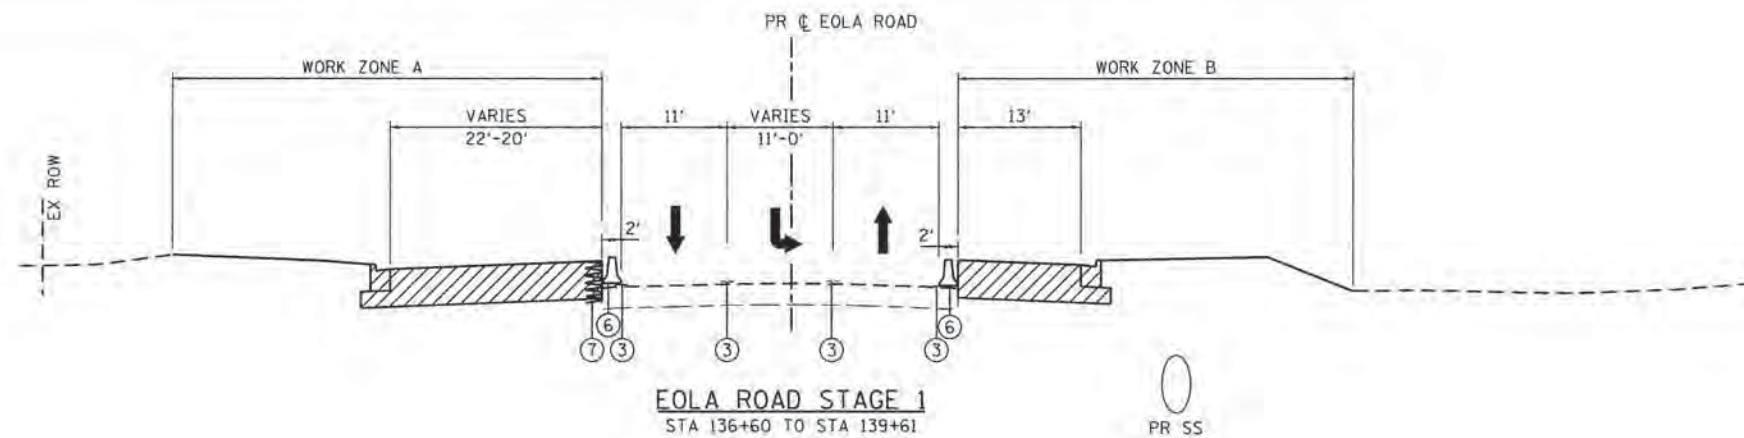 PR ℄ EOLA ROAD
WORK ZONE A
WORK ZONE B
VARIES
22'-20'
11'
VARIES
11'-0'
11'
13'
EX ROW
2'
2'
6
6
7
3
3
3
3
EOLA ROAD STAGE 1
STA 136+60 TO STA 139+61
PR SS